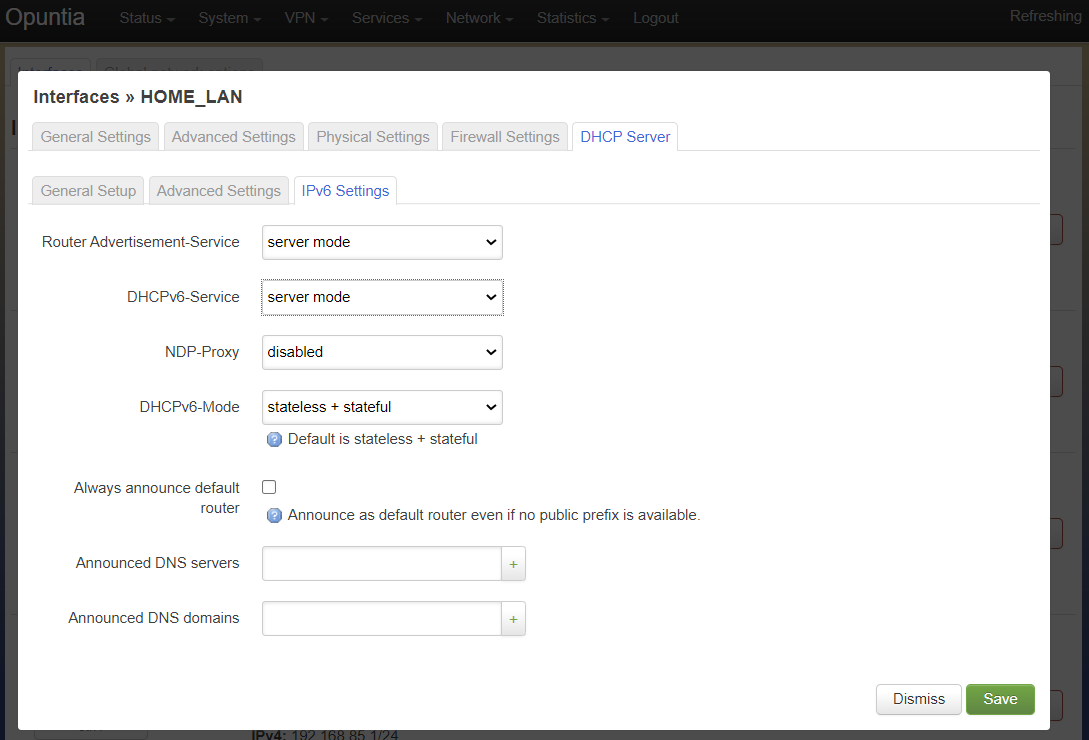 Opuntia Status System VPN Services Network Statistics Logout Refreshing
Interfaces » HOME_LAN
General Settings Advanced Settings Physical Settings Firewall Settings DHCP Server
General Setup Advanced Settings IPv6 Settings
Router Advertisement-Service server mode
DHCPv6-Service server mode
NDP-Proxy disabled
DHCPv6-Mode stateless + stateful
Default is stateless + stateful
Always announce default
router
Announce as default router even if no public prefix is available.
Announced DNS servers +
Announced DNS domains +
Dismiss Save
IPv4: 192.168.85.1/24